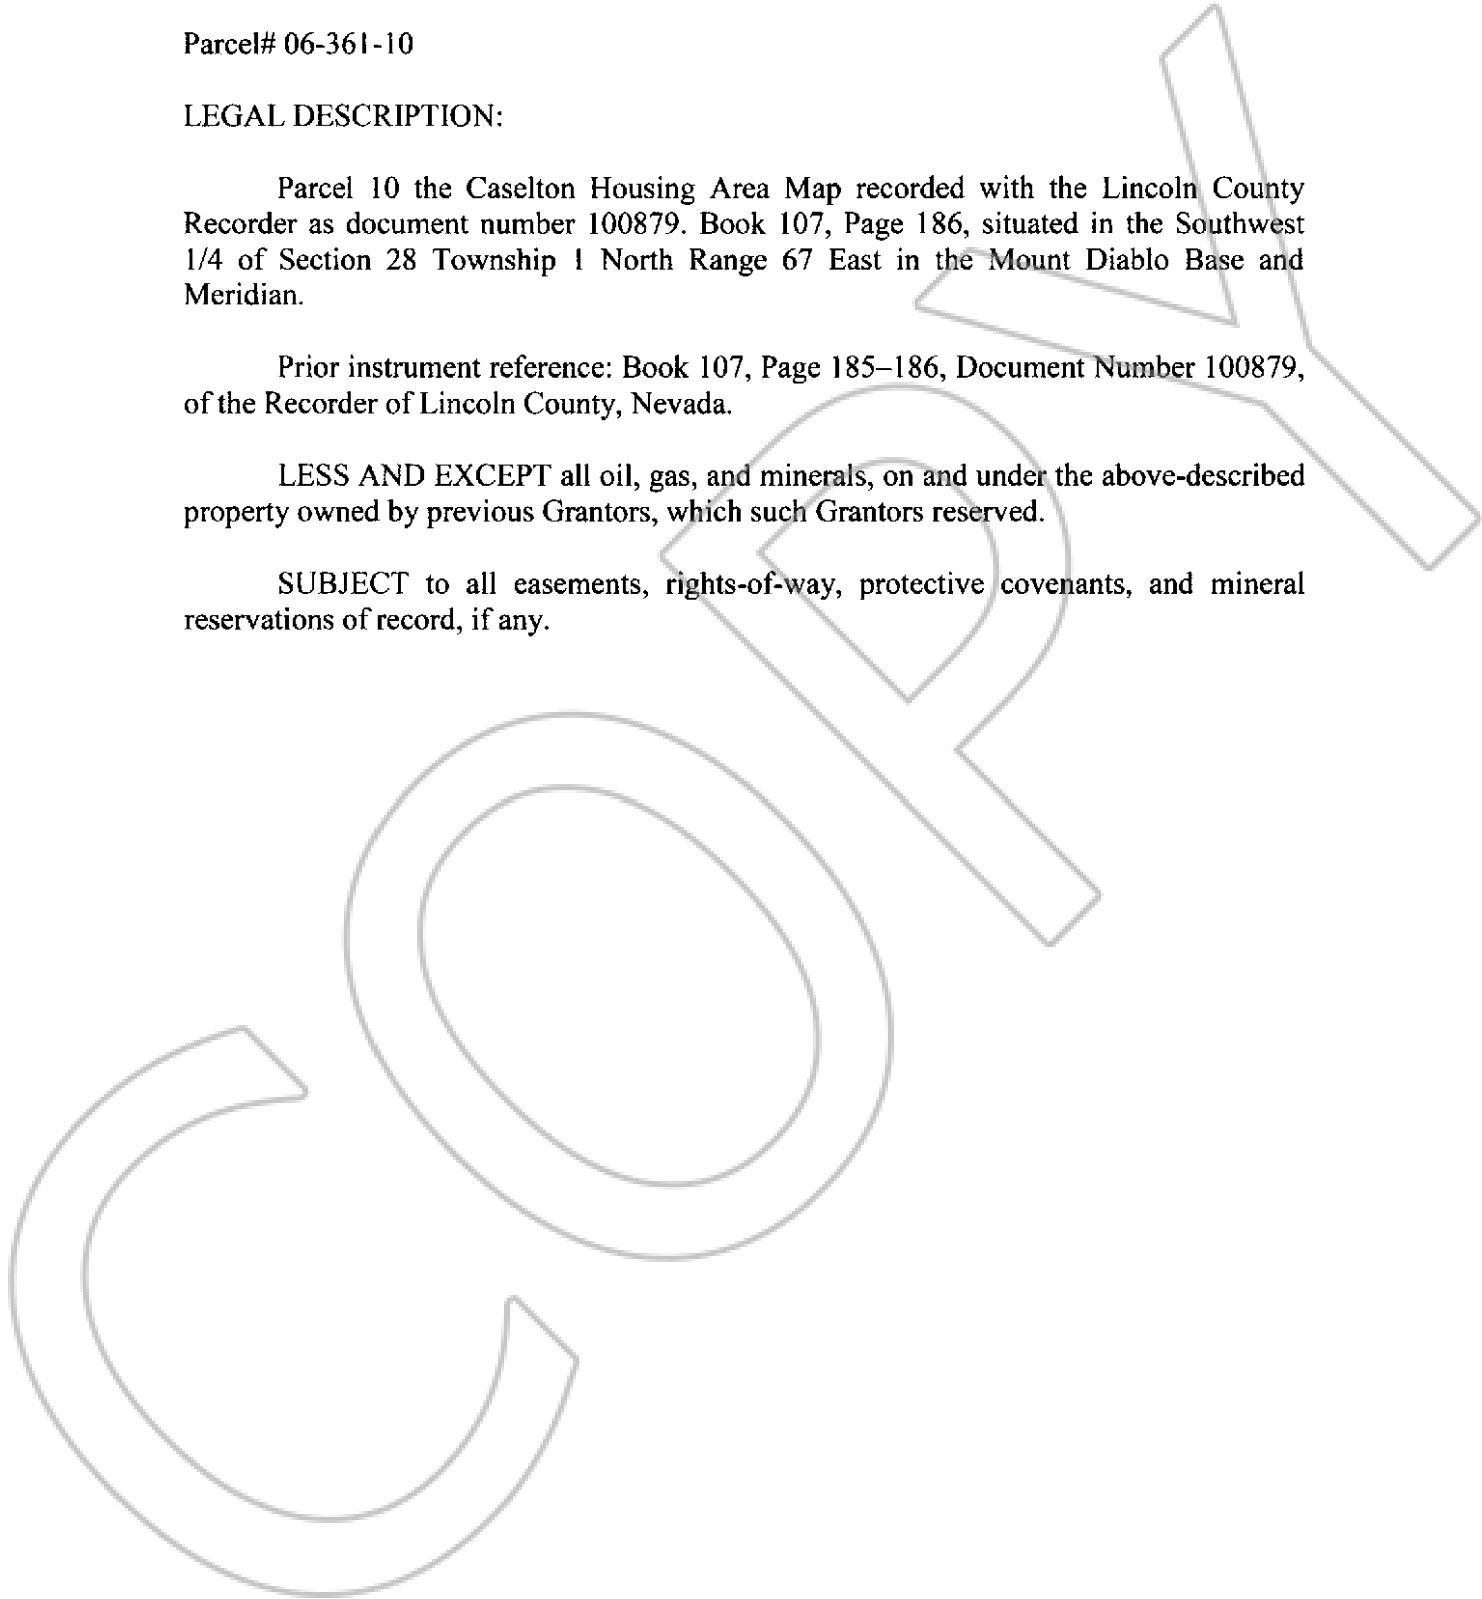 Parcel# 06-361-10
LEGAL DESCRIPTION:
Parcel 10 the Caselton Housing Area Map recorded with the Lincoln County
Recorder as document number 100879. Book 107, Page 186, situated in the Southwest
1/4 of Section 28 Township 1 North Range 67 East in the Mount Diablo Base and
Meridian.
Prior instrument reference: Book 107, Page 185–186, Document Number 100879,
of the Recorder of Lincoln County, Nevada.
LESS AND EXCEPT all oil, gas, and minerals, on and under the above-described
property owned by previous Grantors, which such Grantors reserved.
SUBJECT to all easements, rights-of-way, protective covenants, and mineral
reservations of record, if any.
COPY